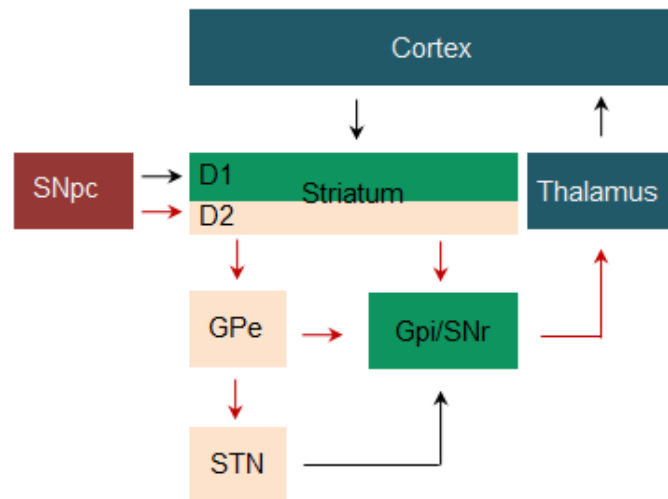 Cortex
SNpc
D1
Striatum
D2
Thalamus
GPe
Gpi/SNr
STN